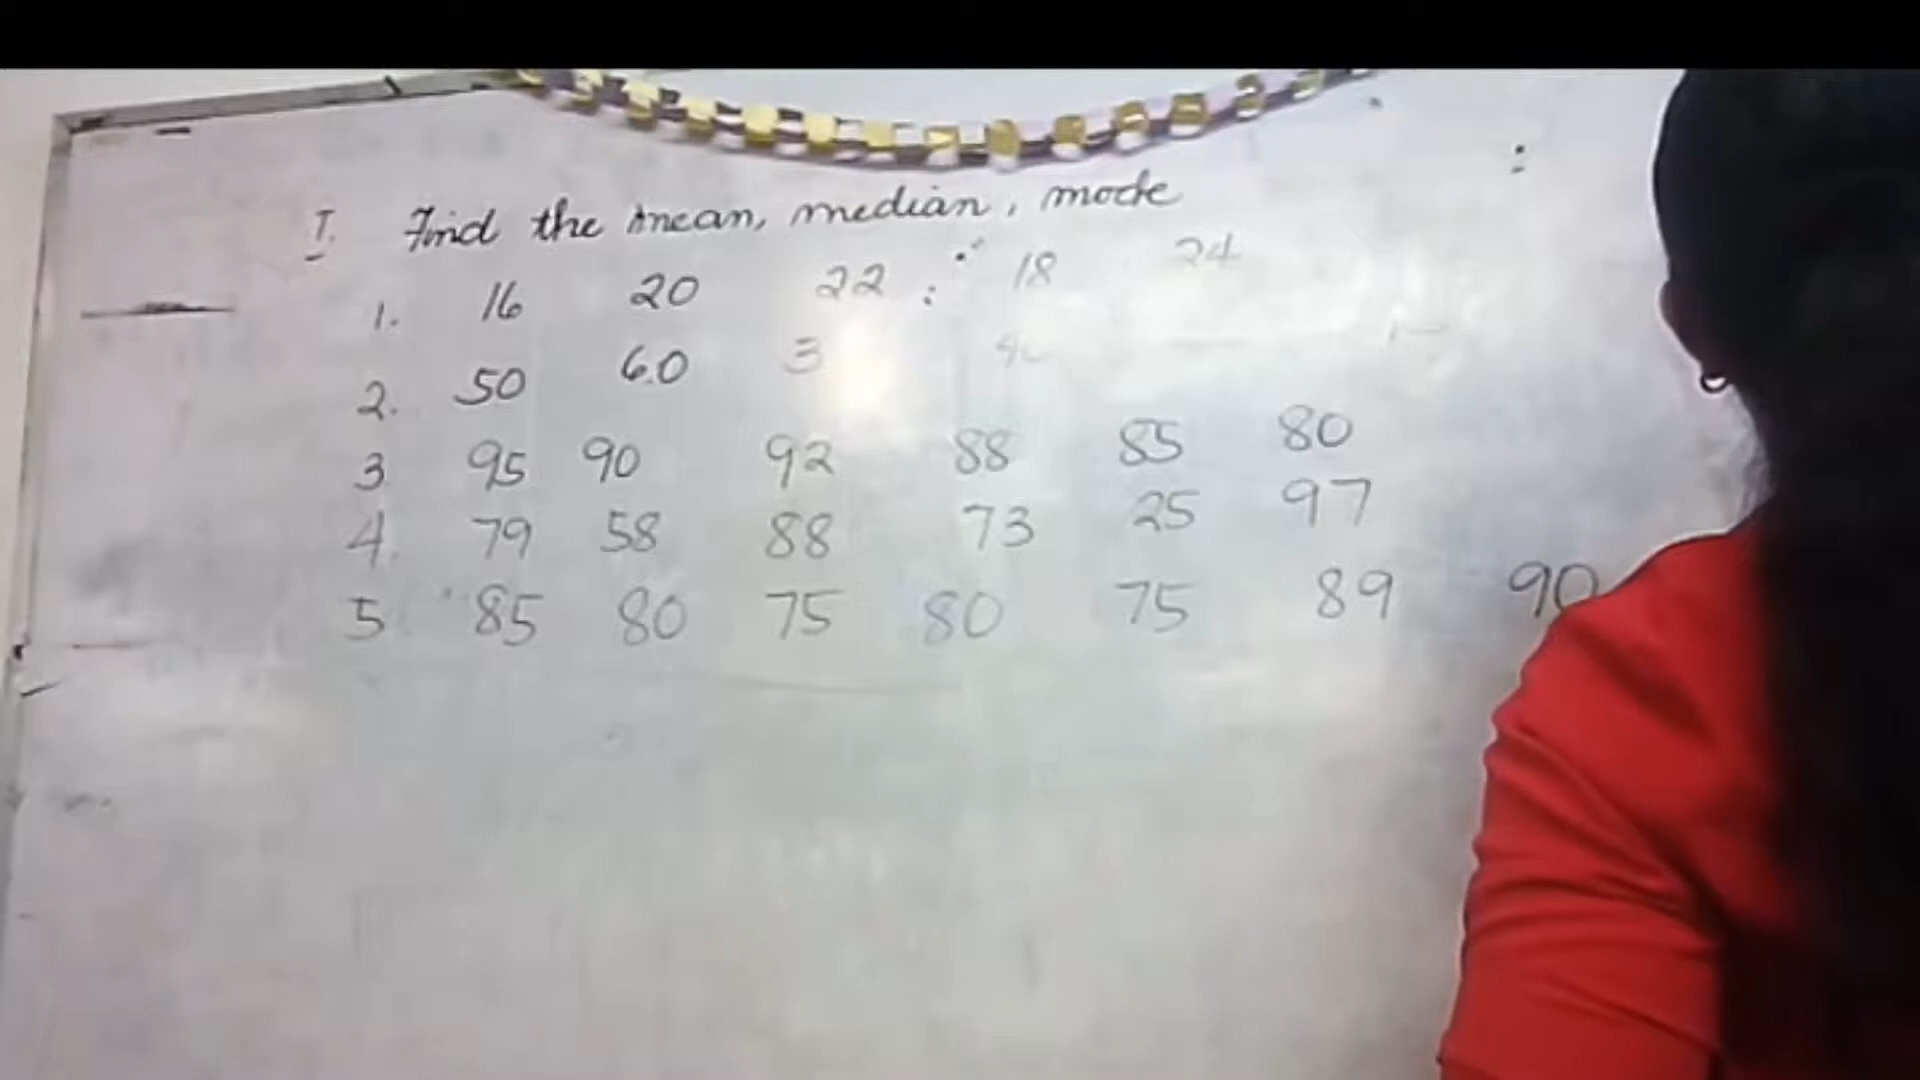 I. Find the mean, median, mode
1. 16 20 22 18 24
2. 50 60
3 95 90 92 88 85 80
4. 79 58 88 73 25 97
5 85 80 75 80 75 89 90